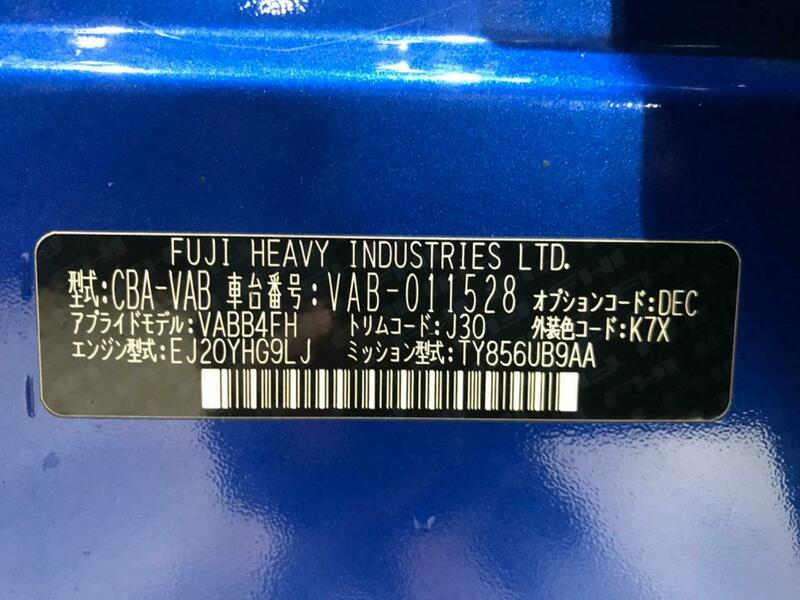 FUJI HEAVY INDUSTRIES LTD.
型式:CBA-VAB 車台番号:VAB-011528 オプションコード:DEC
アプライドモデル:VABB4FH トリムコード:J30 外装色コード:K7X
エンジン型式:EJ20YHG9LJ ミッション型式:TY856UB9AA